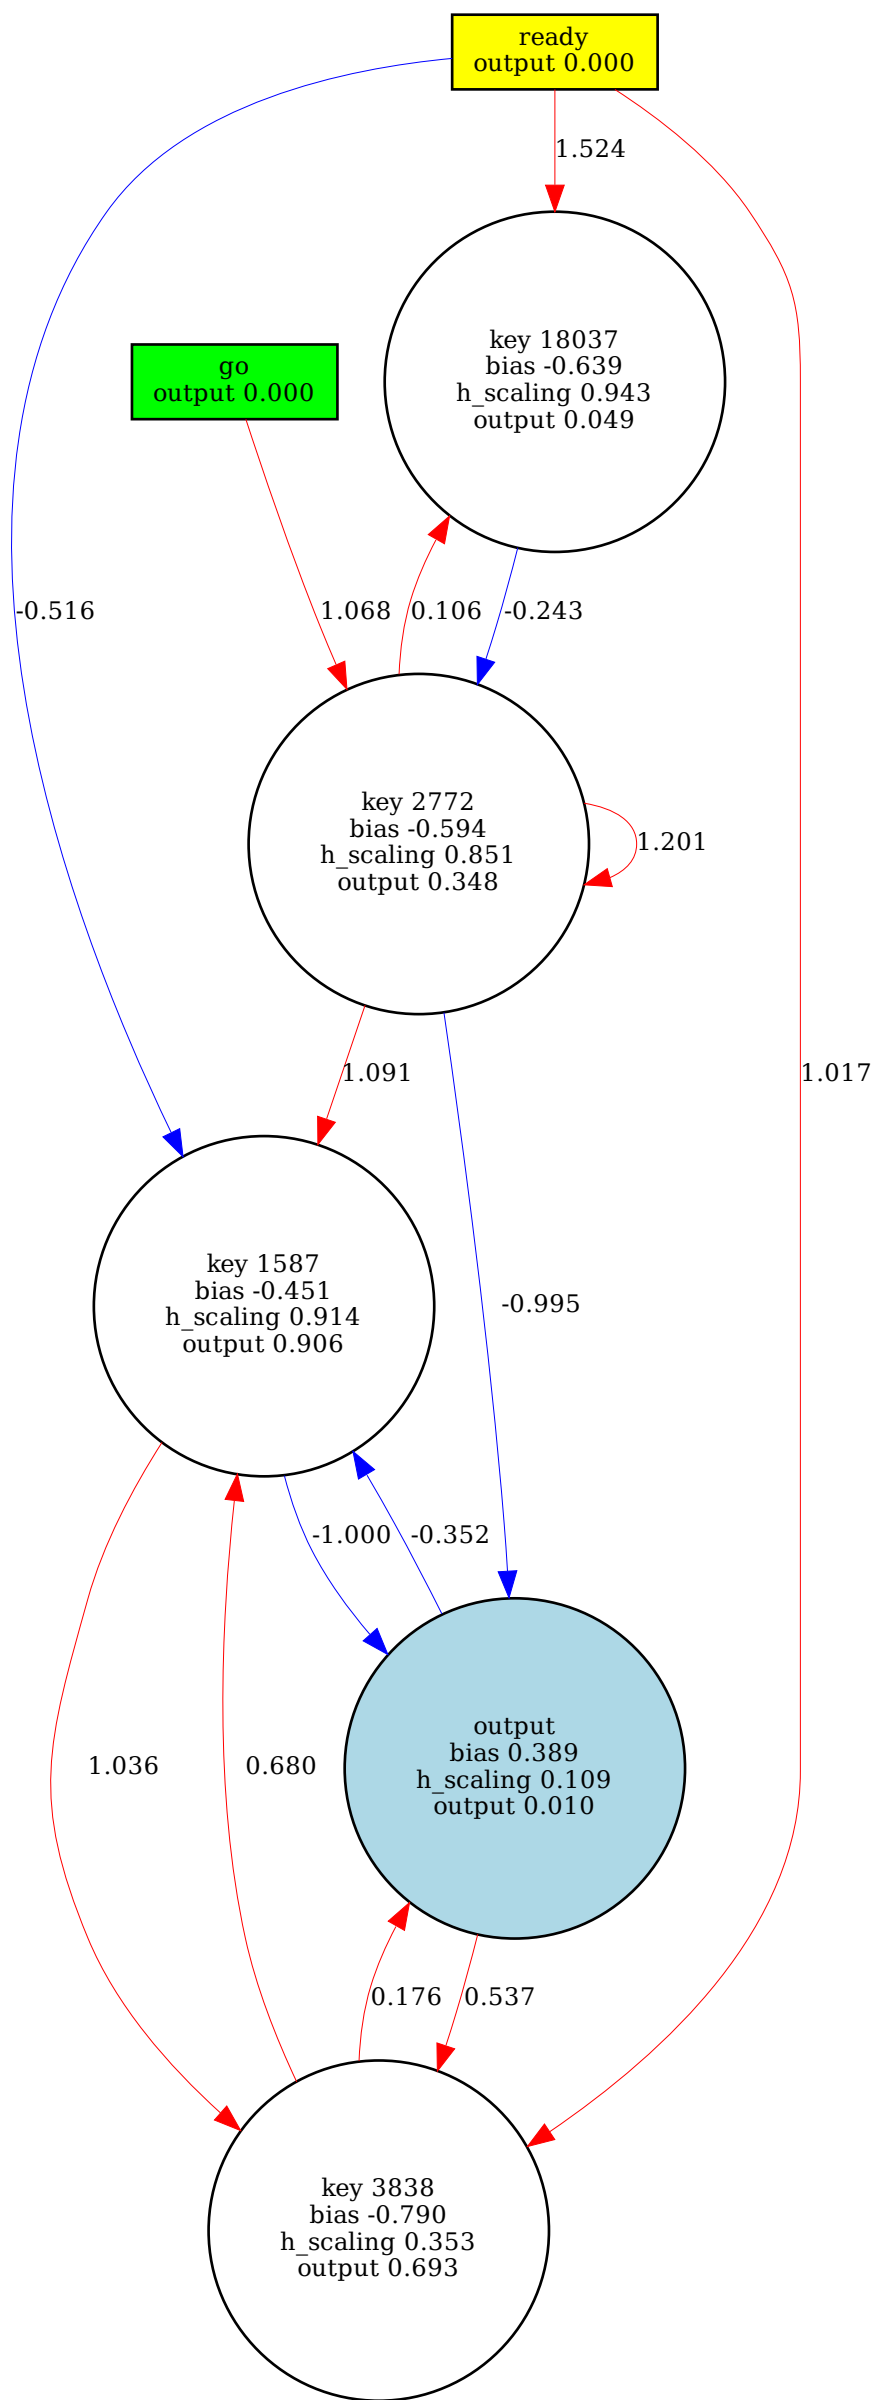 ready
output 0.000
1.524
key 18037
bias -0.639
h_scaling 0.943
output 0.049
go
output 0.000
-0.516
1.068
0.106
-0.243
key 2772
bias -0.594
h_scaling 0.851
output 0.348
1.201
1.091
1.017
key 1587
bias -0.451
h_scaling 0.914
output 0.906
-0.995
-1.000
-0.352
output
bias 0.389
h_scaling 0.109
output 0.010
1.036
0.680
0.176
0.537
key 3838
bias -0.790
h_scaling 0.353
output 0.693